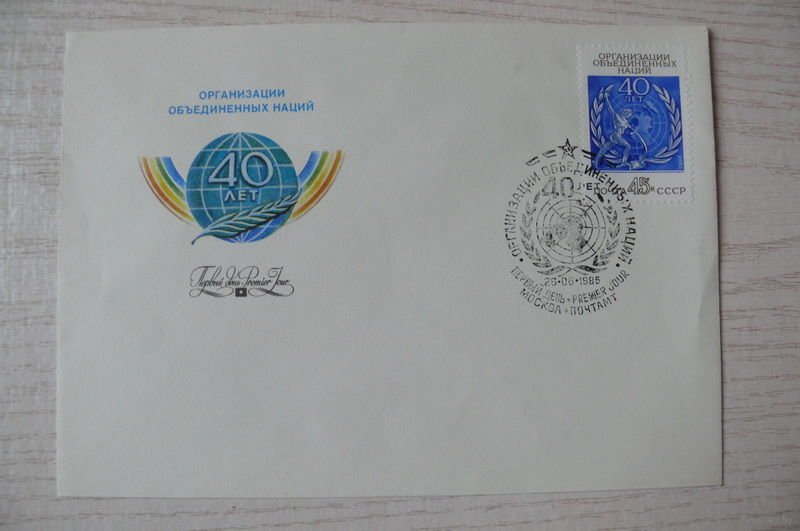 ОРГАНИЗАЦИИ
ОБЪЕДИНЕННЫХ НАЦИЙ
40
ЛЕТ
Первый день Premier Jour
ОРГАНИЗАЦИИ
ОБЪЕДИНЕННЫХ
НАЦИЙ
40
ЛЕТ
ПОЧТА 45к СССР
• ОРГАНИЗАЦИИ ОБЪЕДИНЕННЫХ НАЦИЙ •
40 ЛЕТ
26•06•1985
ПЕРВЫЙ ДЕНЬ • PREMIER JOUR
МОСКВА • ПОЧТАМТ